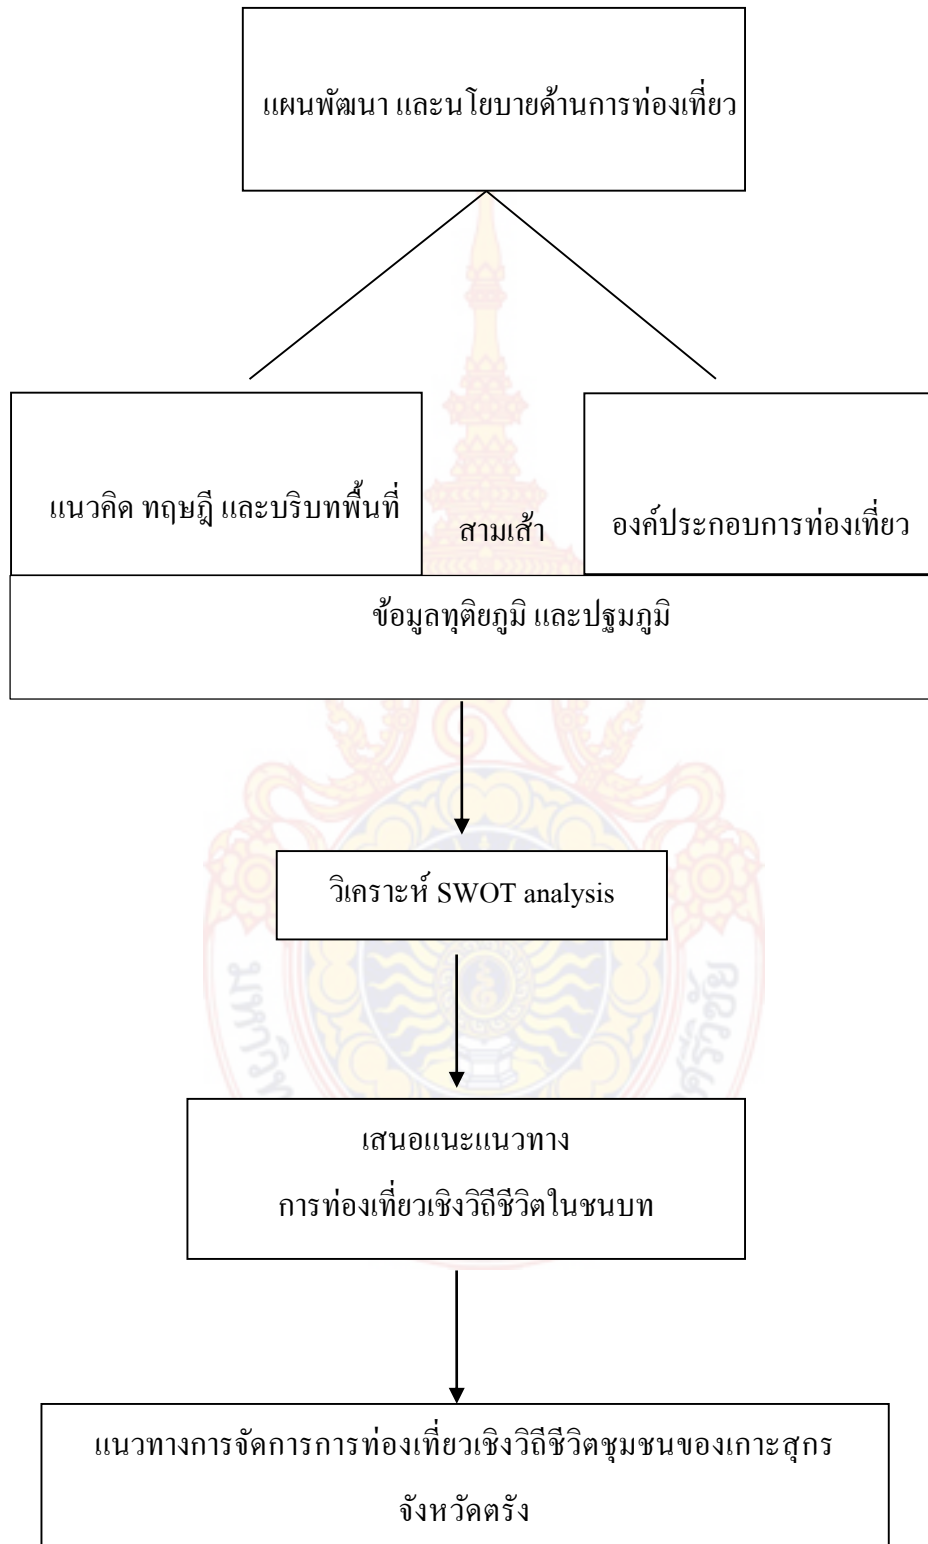 แผนพัฒนา และนโยบายด้านการท่องเที่ยว
แนวคิด ทฤษฎี และบริบทพื้นที่
สามเส้า
องค์ประกอบการท่องเที่ยว
ข้อมูลทุติยภูมิ และปฐมภูมิ
วิเคราะห์ SWOT analysis
มหาวิท
ศรีวิชัย
เสนอแนะแนวทาง
การท่องเที่ยวเชิงวิถีชีวิตในชนบท
แนวทางการจัดการการท่องเที่ยวเชิงวิถีชีวิตชุมชนของเกาะสุกร
จังหวัดตรัง